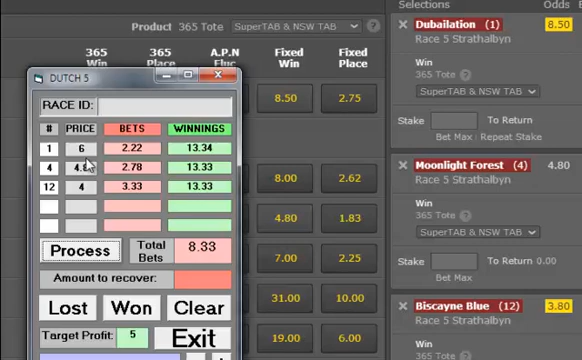 Product 365 Tote SuperTAB & NSW TAB ?
365 Win 365 Place A.P.N Fluc Fixed Win Fixed Place
8.50 2.75
8.00 2.62
4.80 1.83
7.00 2.25
31.00 10.00
19.00 6.00
DUTCH 5
RACE ID:
# PRICE BETS WINNINGS
1 6 2.22 13.34
4 2.78 13.33
12 4 3.33 13.33
Process Total Bets 8.33
Amount to recover:
Lost Won Clear
Target Profit: 5 Exit
Selections Odds
Dubailation (1) 8.50
Race 5 Strathalbyn
Win
365 Tote ?
SuperTAB & NSW TAB
Stake To Return
Bet Max Repeat Stake
Moonlight Forest (4) 4.80
Race 5 Strathalbyn
Win
365 Tote ?
SuperTAB & NSW TAB
Stake To Return 0.00
Bet Max
Biscayne Blue (12) 3.80
Race 5 Strathalbyn
Win